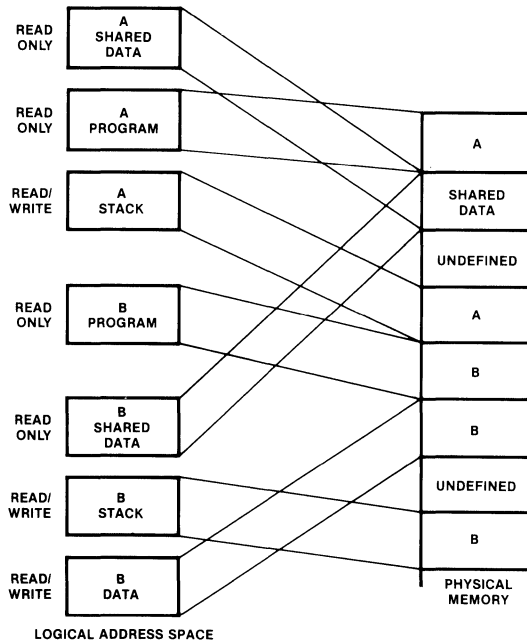 READ
ONLY
A
SHARED
DATA
READ
ONLY
A
PROGRAM
READ/
WRITE
A
STACK
READ
ONLY
B
PROGRAM
READ
ONLY
B
SHARED
DATA
READ/
WRITE
B
STACK
READ/
WRITE
B
DATA
LOGICAL ADDRESS SPACE
A
SHARED
DATA
UNDEFINED
A
B
B
UNDEFINED
B
PHYSICAL
MEMORY